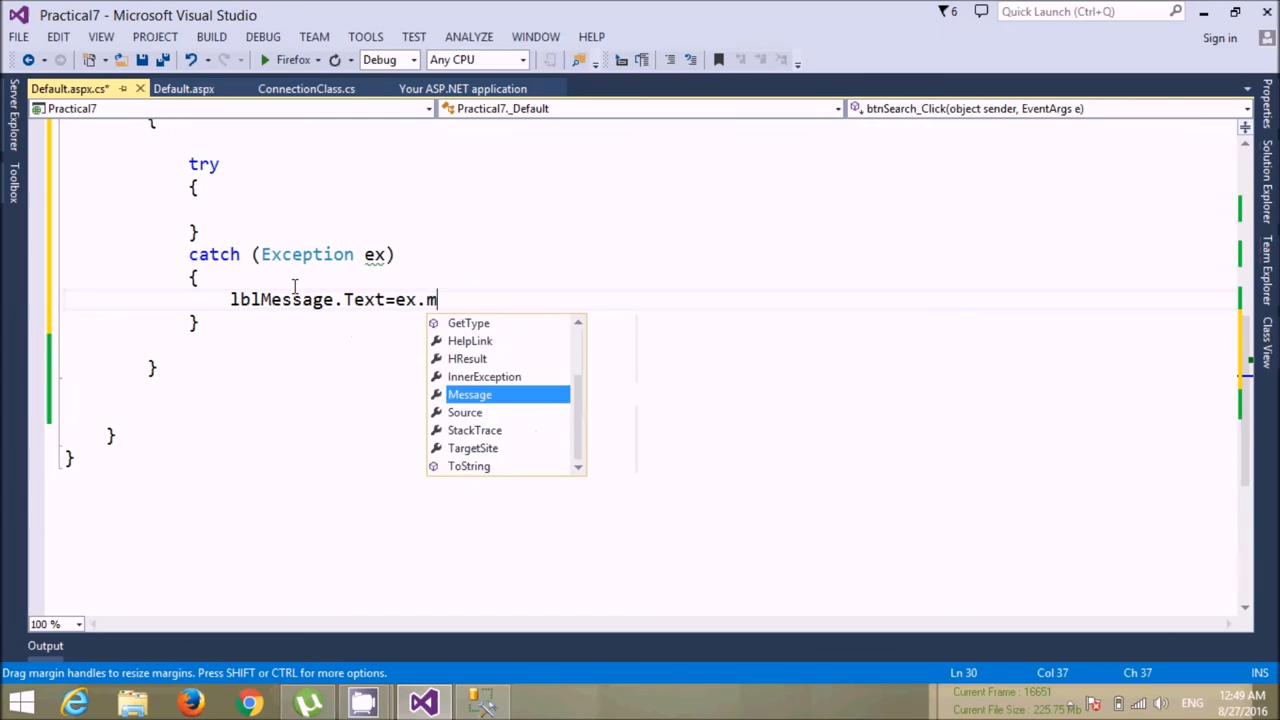 Practical7 - Microsoft Visual Studio
6
Quick Launch (Ctrl+Q)
FILE EDIT VIEW PROJECT BUILD DEBUG TEAM TOOLS TEST ANALYZE WINDOW HELP
Sign in
Firefox Debug Any CPU
Default.aspx.cs* Default.aspx ConnectionClass.cs Your ASP.NET application
Practical7 Practical7._Default btnSearch_Click(object sender, EventArgs e)
Server Explorer
Toolbox
Properties
Solution Explorer
Team Explorer
Class View
{
try
{
}
catch (Exception ex)
{
lblMessage.Text=ex.m
}
GetType
HelpLink
HResult
InnerException
Message
Source
StackTrace
TargetSite
ToString
}
}
}
100 %
Output
Drag margin handles to resize margins. Press SHIFT or CTRL for more options.
Ln 30 Col 37 Ch 37 INS
Current Frame : 16651
Current File Size : 225.75 Mb
ENG
12:49 AM
8/27/2016